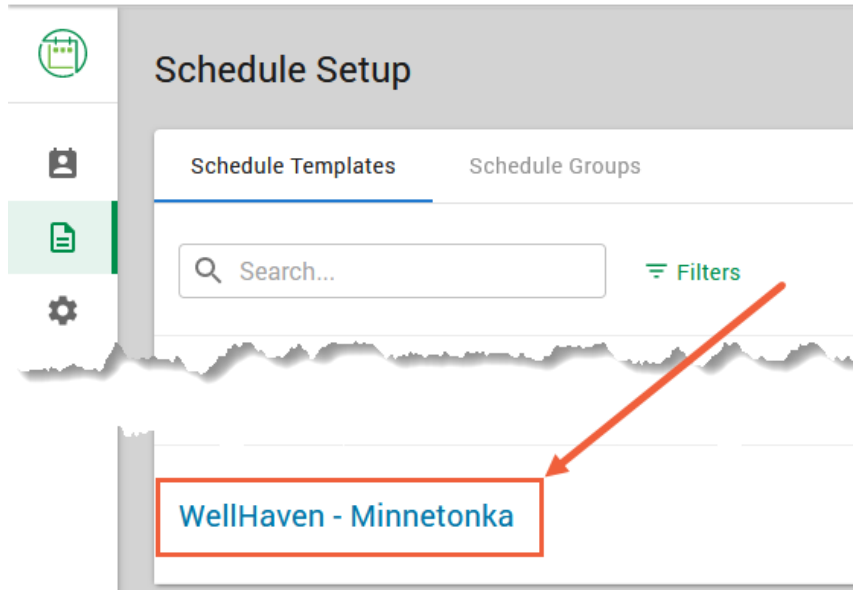 Schedule Setup
Schedule Templates
Schedule Groups
Search...
Filters
WellHaven - Minnetonka